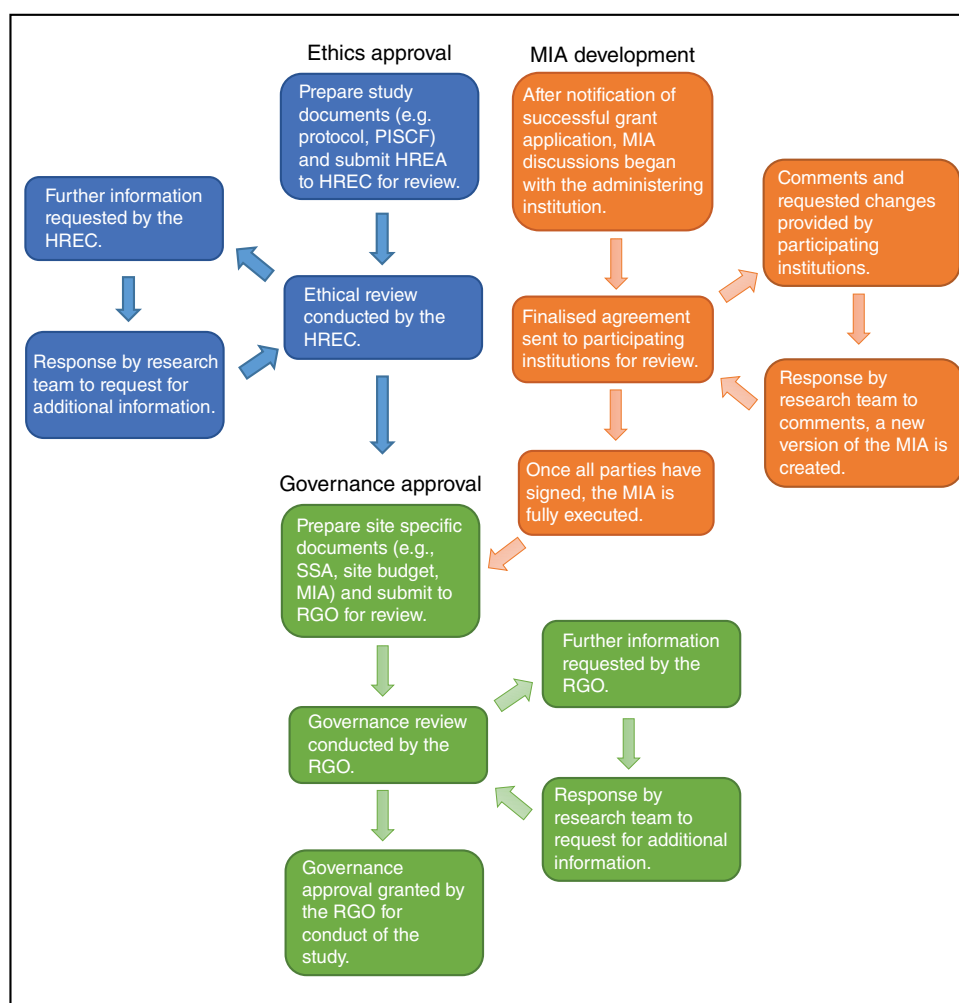 Ethics approval
Prepare study
documents (e.g.
protocol, PISCF)
and submit HREA
to HREC for review.
Further information
requested by the
HREC.
Ethical review
conducted by the
HREC.
Response by research
team to request for
additional information.
MIA development
After notification of
successful grant
application, MIA
discussions began
with the administering
institution.
Comments and
requested changes
provided by
participating
institutions.
Finalised agreement
sent to participating
institutions for review.
Response by
research team to
comments, a new
version of the MIA is
created.
Once all parties have
signed, the MIA is
fully executed.
Governance approval
Prepare site specific
documents (e.g.,
SSA, site budget,
MIA) and submit to
RGO for review.
Further information
requested by the
RGO.
Governance review
conducted by the
RGO.
Response by
research team to
request for additional
information.
Governance
approval granted by
the RGO for
conduct of the
study.